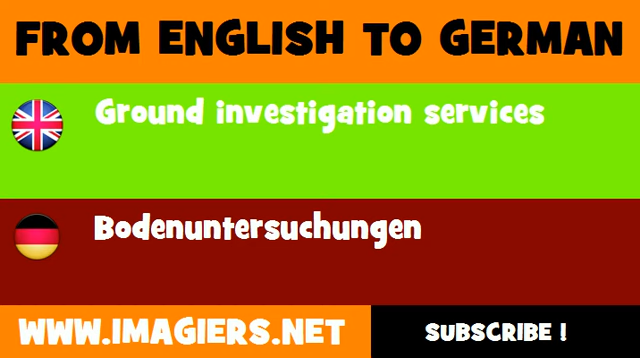 FROM ENGLISH TO GERMAN
Ground investigation services
Bodenuntersuchungen
WWW.IMAGIERS.NET
SUBSCRIBE !